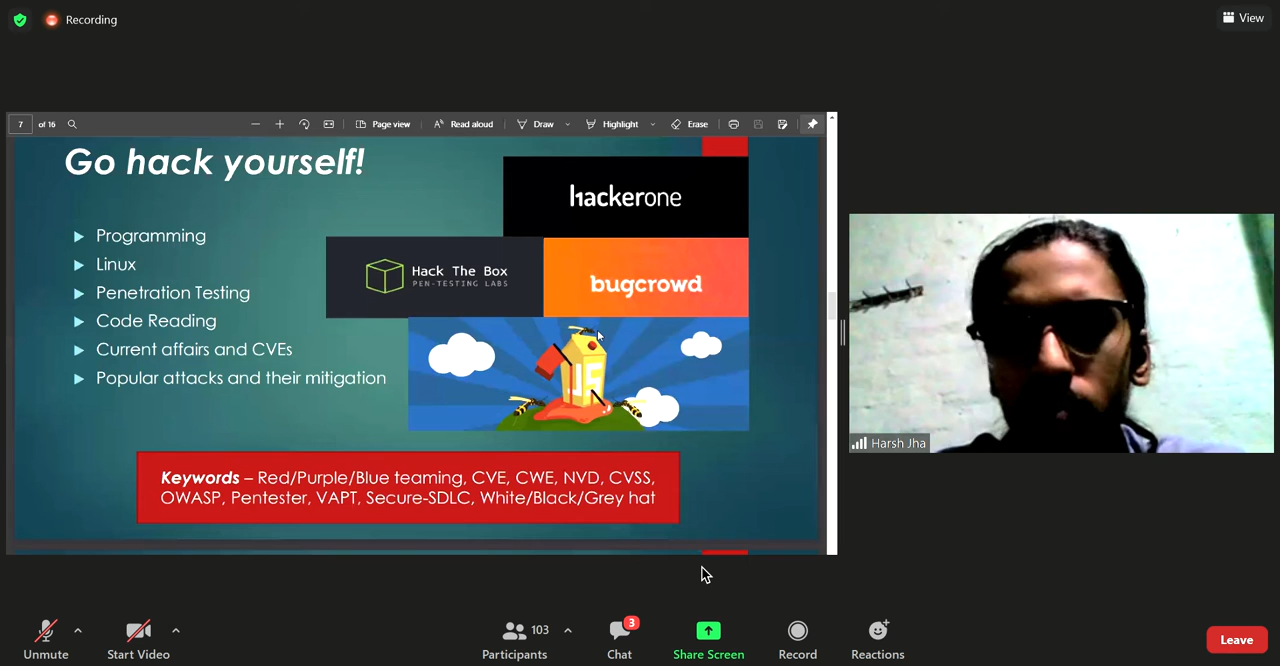 Recording
View
7 of 16
Page view
Read aloud
Draw
Highlight
Erase
Go hack yourself!
Programming
Linux
Penetration Testing
Code Reading
Current affairs and CVEs
Popular attacks and their mitigation
hackerone
Hack The Box
PEN-TESTING LABS
bugcrowd
JS
Keywords – Red/Purple/Blue teaming, CVE, CWE, NVD, CVSS,
OWASP, Pentester, VAPT, Secure-SDLC, White/Black/Grey hat
Harsh Jha
Unmute
Start Video
Participants
103
Chat
3
Share Screen
Record
Reactions
Leave